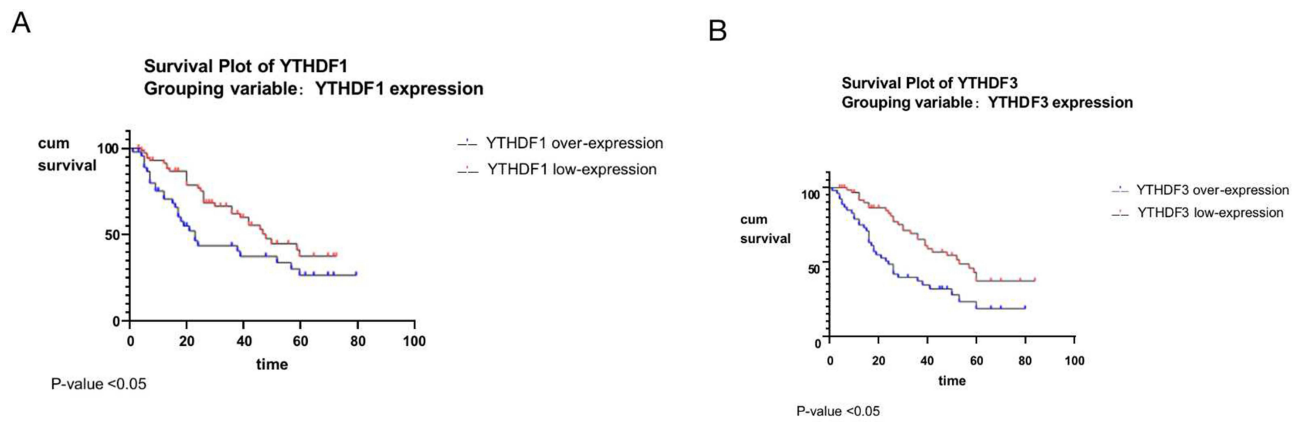 A
Survival Plot of YTHDF1
Grouping variable: YTHDF1 expression
cum
survival
YTHDF1 over-expression
YTHDF1 low-expression
100
50
0
0 20 40 60 80 100
time
P-value <0.05
B
Survival Plot of YTHDF3
Grouping variable: YTHDF3 expression
cum
survival
YTHDF3 over-expression
YTHDF3 low-expression
100
50
0
0 20 40 60 80 100
time
P-value <0.05